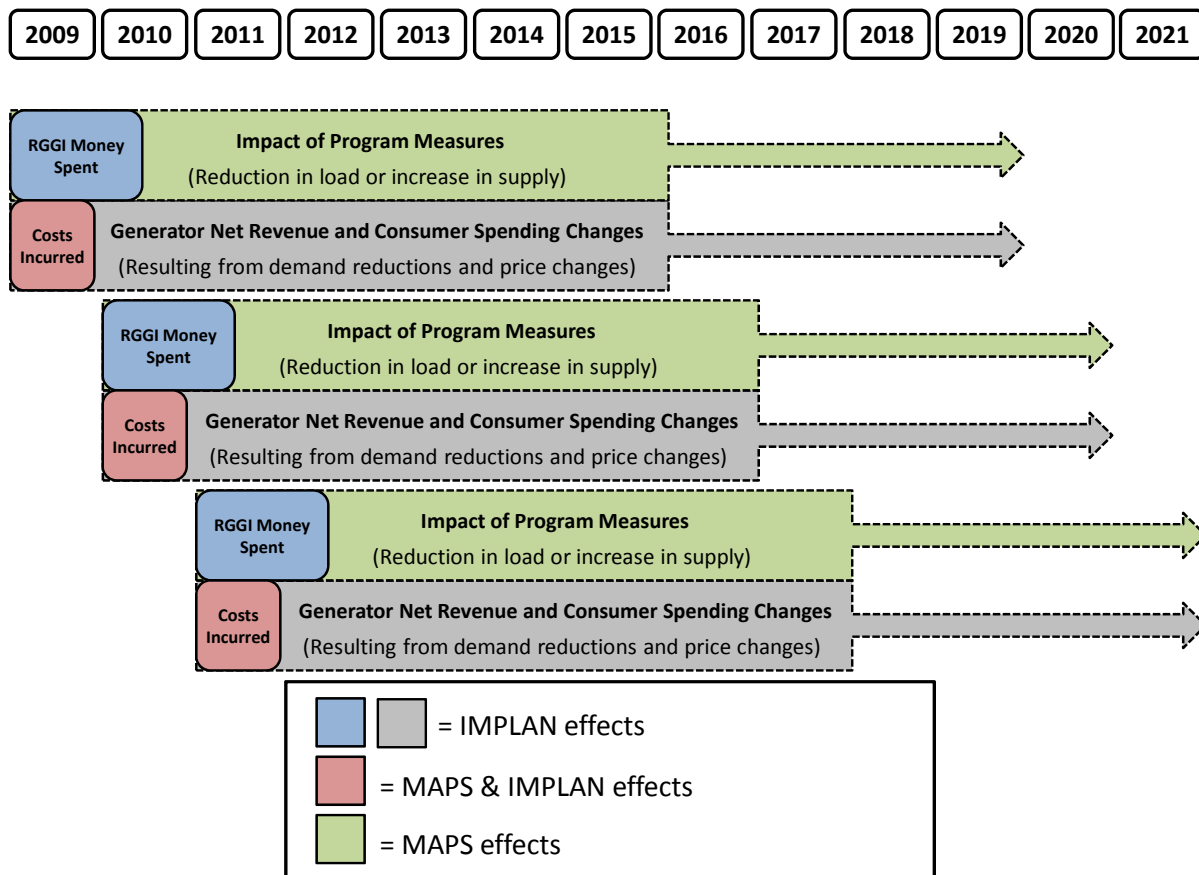 2009 2010 2011 2012 2013 2014 2015 2016 2017 2018 2019 2020 2021
RGGI Money
Spent
Impact of Program Measures
(Reduction in load or increase in supply)
Costs
Incurred
Generator Net Revenue and Consumer Spending Changes
(Resulting from demand reductions and price changes)
RGGI Money
Spent
Impact of Program Measures
(Reduction in load or increase in supply)
Costs
Incurred
Generator Net Revenue and Consumer Spending Changes
(Resulting from demand reductions and price changes)
RGGI Money
Spent
Impact of Program Measures
(Reduction in load or increase in supply)
Costs
Incurred
Generator Net Revenue and Consumer Spending Changes
(Resulting from demand reductions and price changes)
= IMPLAN effects
= MAPS & IMPLAN effects
= MAPS effects